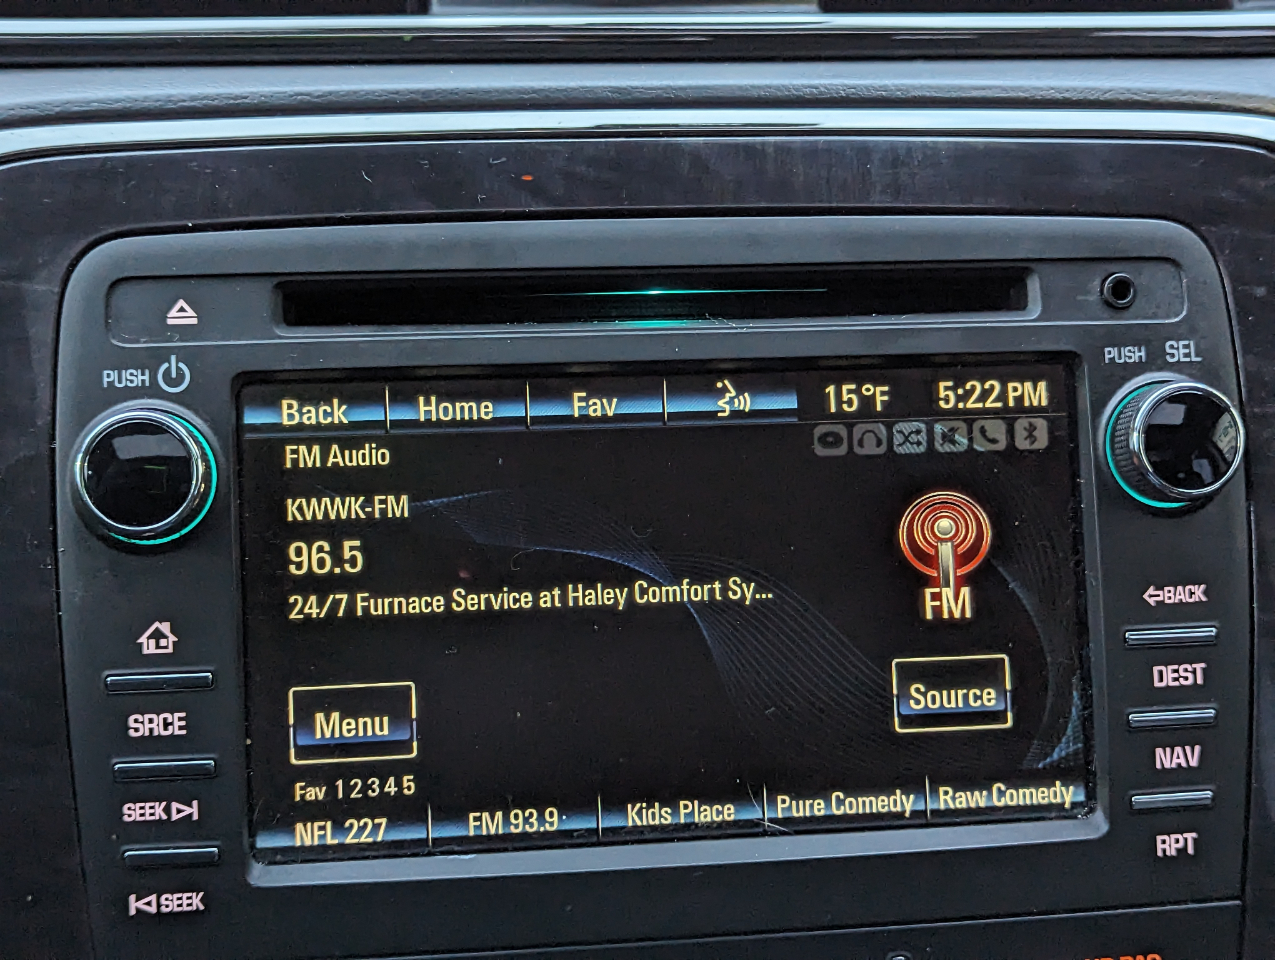 PUSH
PUSH SEL
Back Home Fav 15°F 5:22 PM
FM Audio
KWWK-FM
96.5
24/7 Furnace Service at Haley Comfort Sy...
FM
BACK
DEST
Menu
Source
SRCE
NAV
Fav 1 2 3 4 5
SEEK
NFL 227 FM 93.9 Kids Place Pure Comedy Raw Comedy
RPT
SEEK